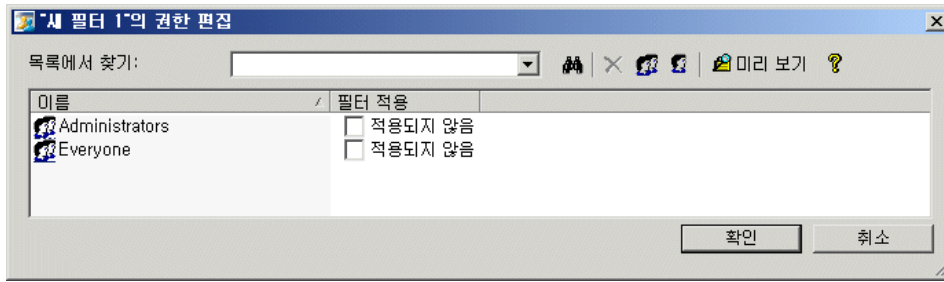 "새 필터 1"의 권한 편집
목록에서 찾기:
미리 보기
이름 필터 적용
Administrators 적용되지 않음
Everyone 적용되지 않음
확인 취소